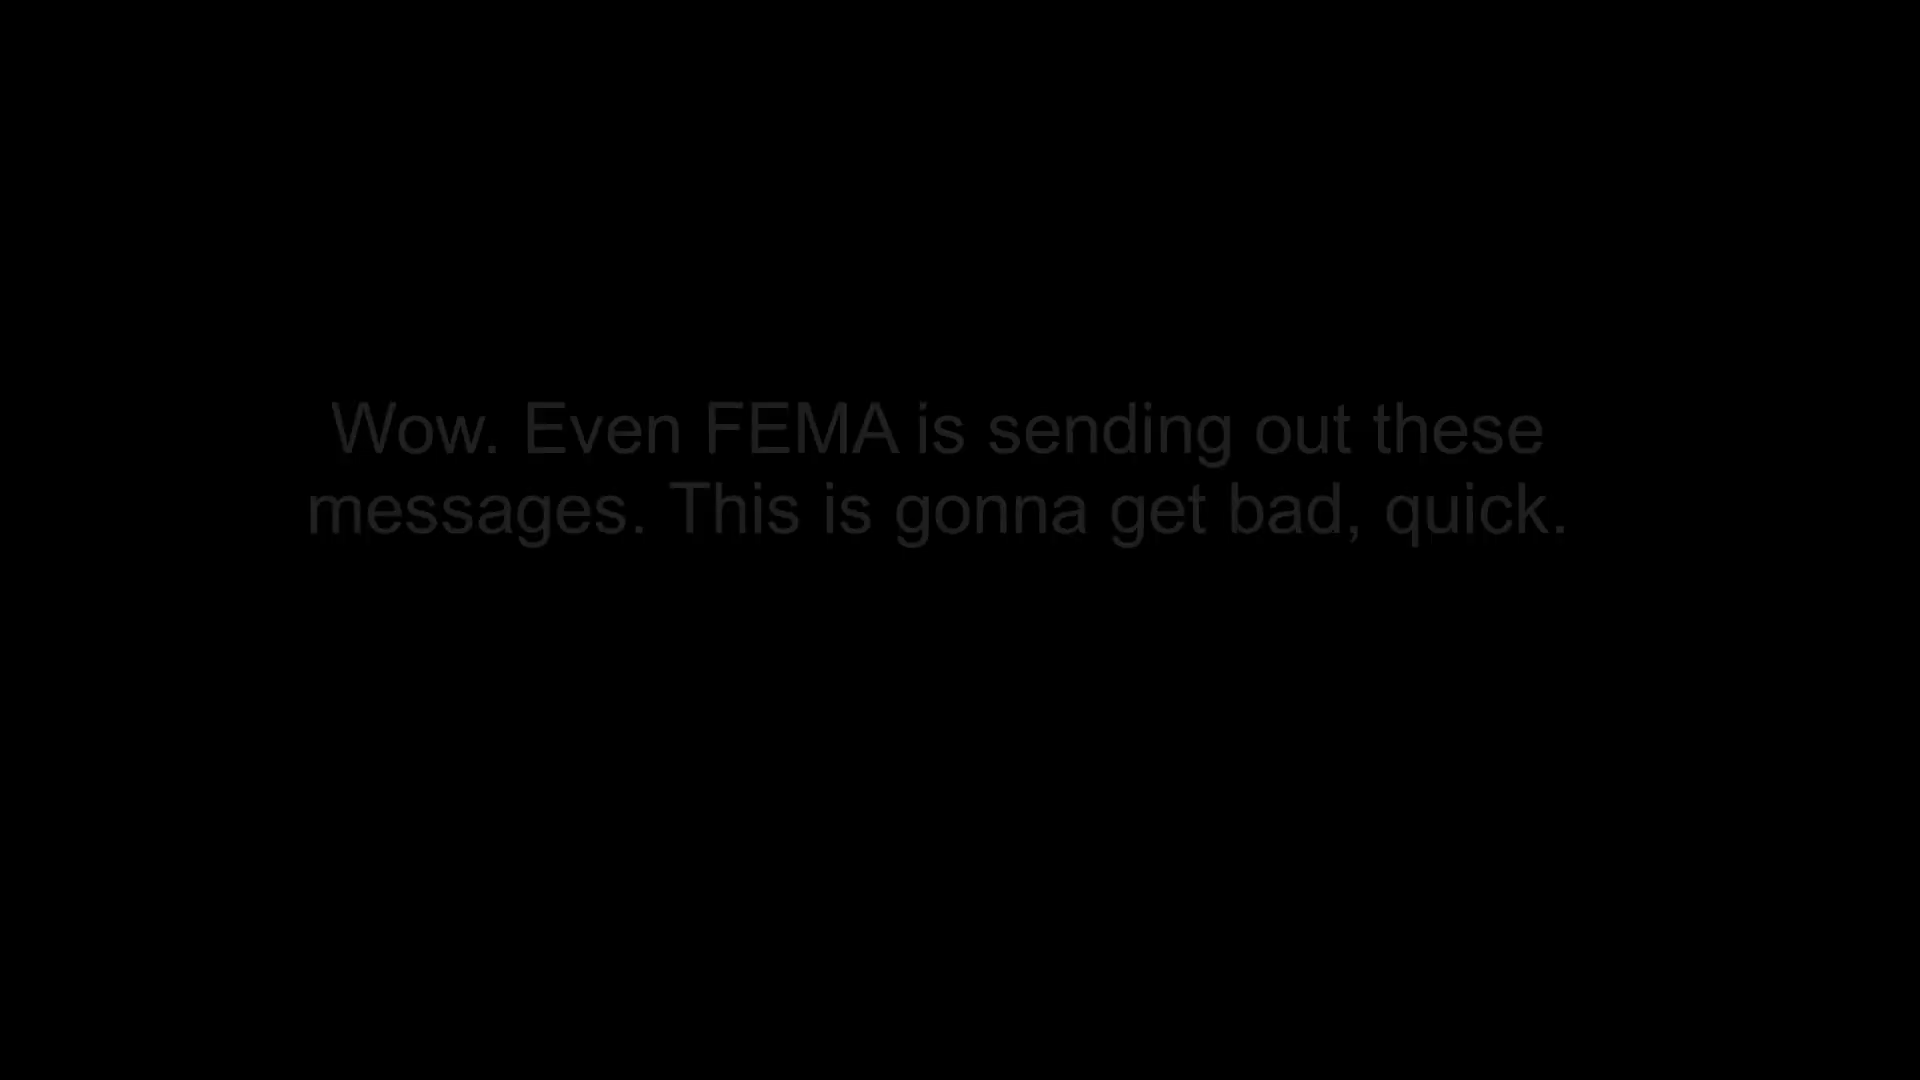 Wow. Even FEMA is sending out these
messages. This is gonna get bad, quick.